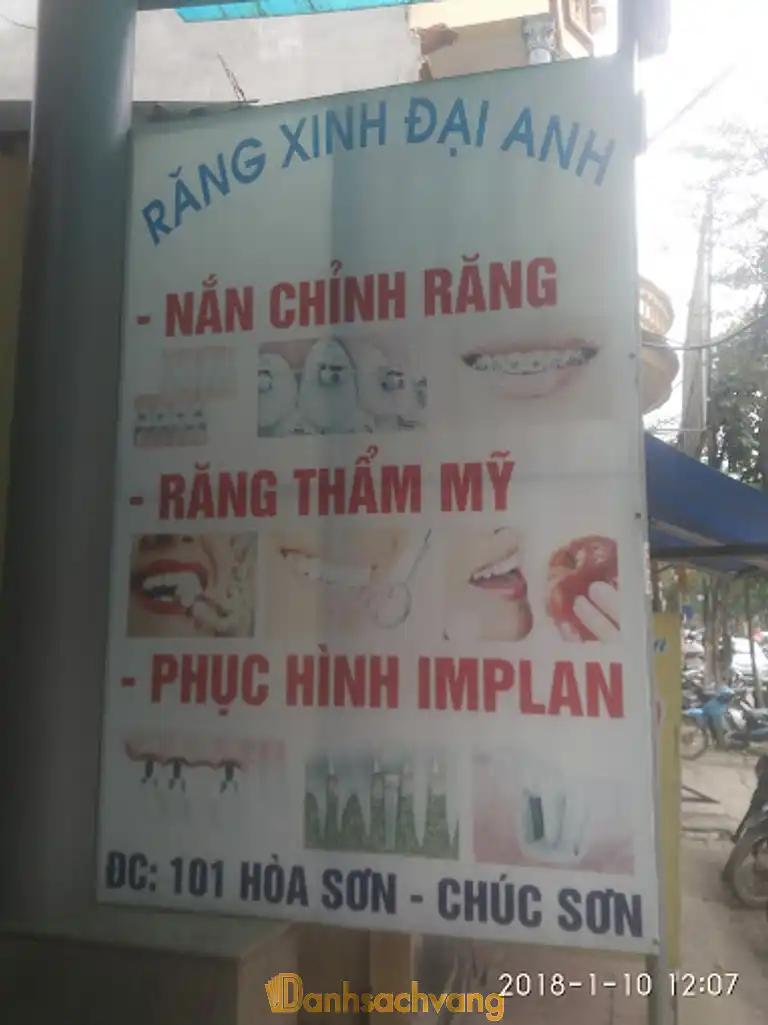 RĂNG XINH ĐẠI ANH
- NẮN CHỈNH RĂNG
- RĂNG THẨM MỸ
- PHỤC HÌNH IMPLAN
ĐC: 101 HÒA SƠN - CHÚC SƠN
Danhsachvang
2018-1-10 12:07